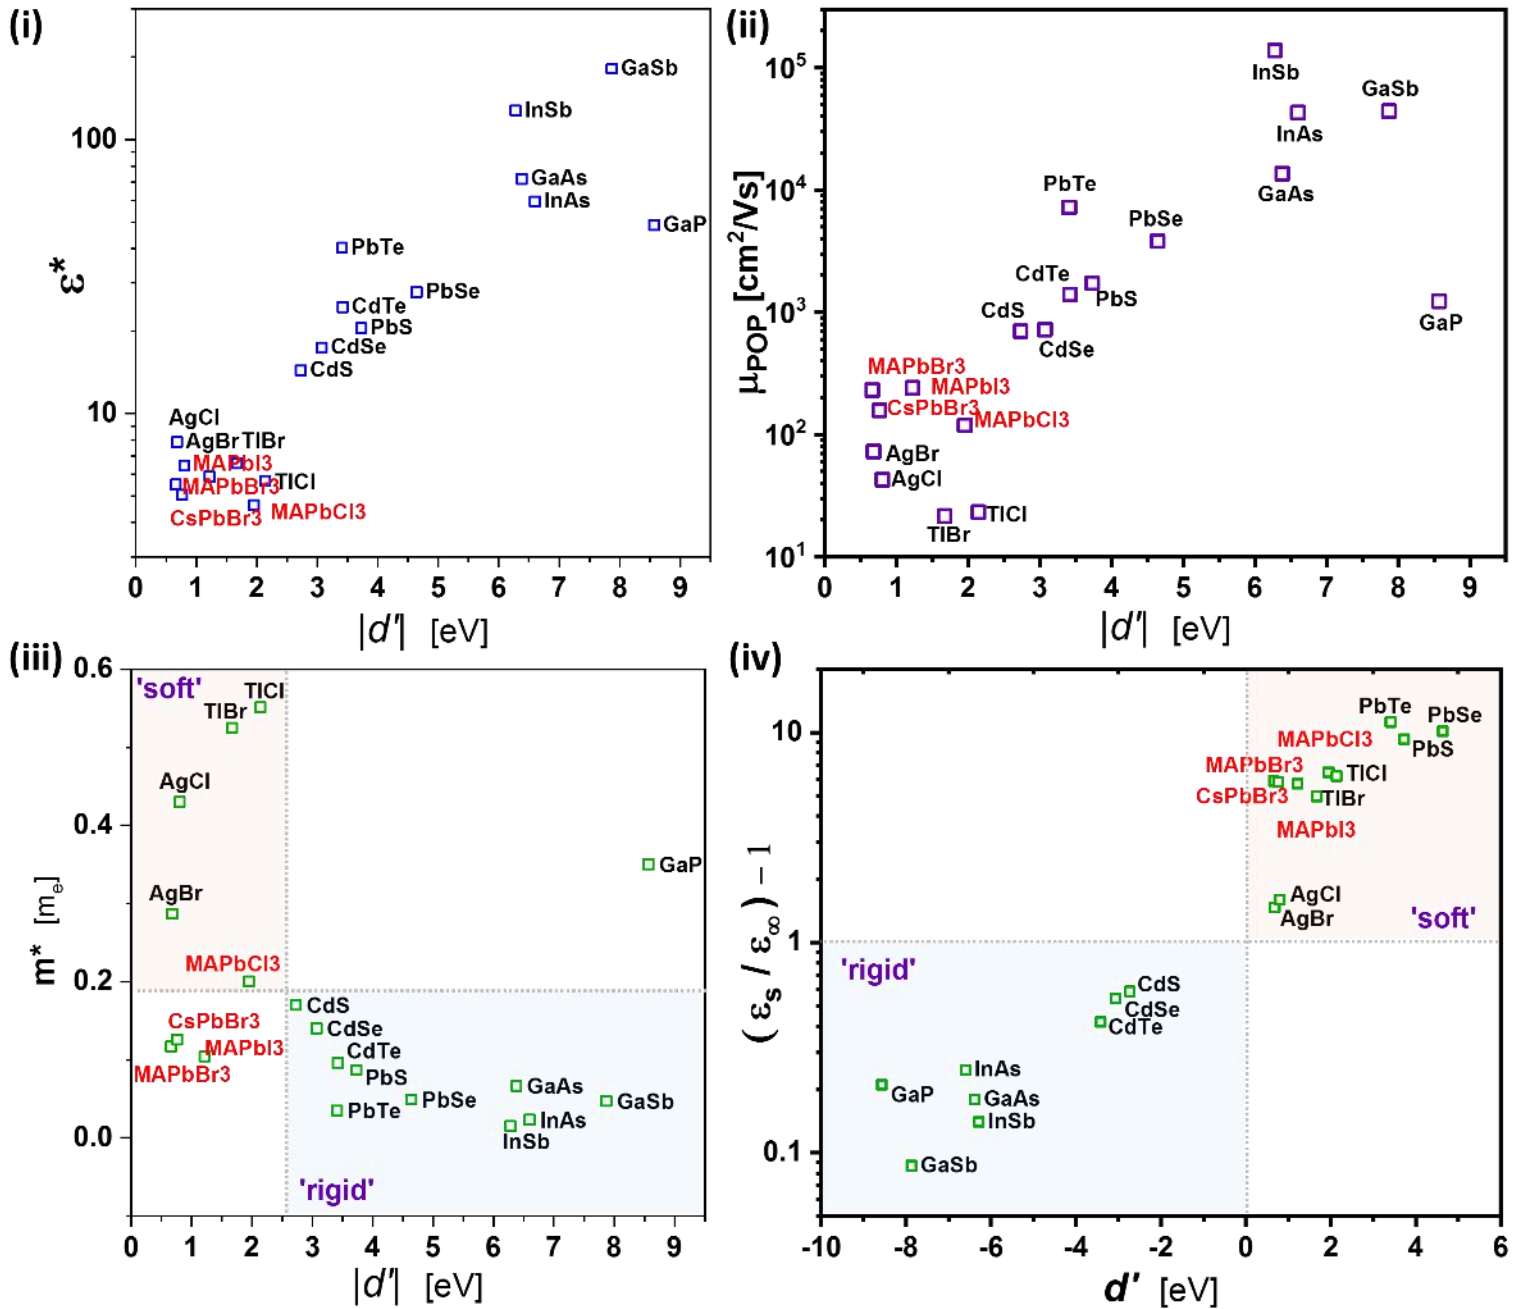 (i)
ε*
100
10
GaSb
InSb
GaAs
InAs
GaP
PbTe
PbSe
CdTe
PbS
CdSe
CdS
AgCl
AgBr TlBr
MAPbI3
TlCl
MAPbBr3
CsPbBr3
MAPbCl3
0 1 2 3 4 5 6 7 8 9
|d'| [eV]
(ii)
μPOP [cm²/Vs]
10⁵
10⁴
10³
10²
10¹
InSb
GaSb
InAs
GaAs
PbTe
PbSe
CdTe
PbS
CdS
CdSe
GaP
MAPbBr3
MAPbI3
CsPbBr3
MAPbCl3
AgBr
AgCl
TlCl
TlBr
0 1 2 3 4 5 6 7 8 9
|d'| [eV]
(iii)
m* [mₑ]
0.6
0.4
0.2
0.0
'soft'
TlCl
TlBr
AgCl
GaP
AgBr
MAPbCl3
CdS
CsPbBr3
CdSe
MAPbI3
CdTe
MAPbBr3
PbS
GaAs
PbTe
PbSe
GaSb
InAs
InSb
'rigid'
0 1 2 3 4 5 6 7 8 9
|d'| [eV]
(iv)
( εs / ε∞ ) − 1
10
1
0.1
PbTe
PbSe
MAPbCl3
PbS
MAPbBr3
TlCl
CsPbBr3
TlBr
MAPbI3
AgCl
AgBr
'soft'
'rigid'
CdS
CdSe
CdTe
InAs
GaP
GaAs
InSb
GaSb
-10 -8 -6 -4 -2 0 2 4 6
d' [eV]